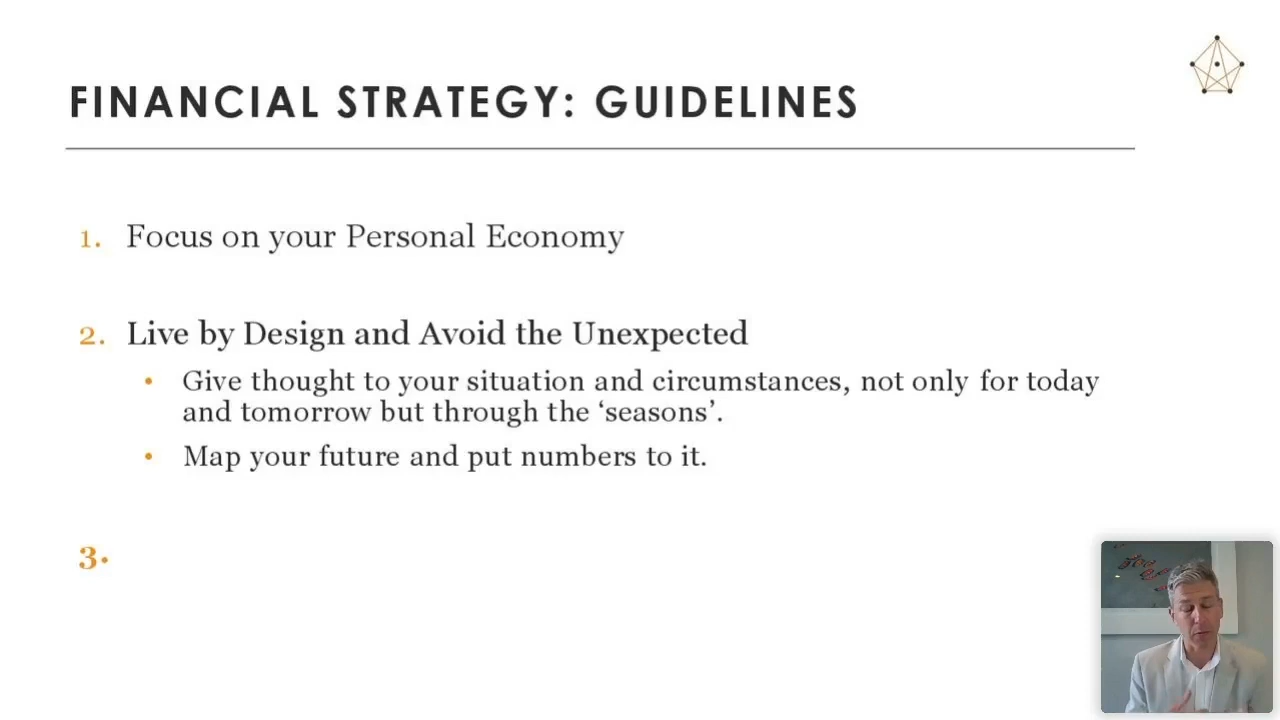 FINANCIAL STRATEGY: GUIDELINES
1. Focus on your Personal Economy
2. Live by Design and Avoid the Unexpected
• Give thought to your situation and circumstances, not only for today
and tomorrow but through the ‘seasons’.
• Map your future and put numbers to it.
3.